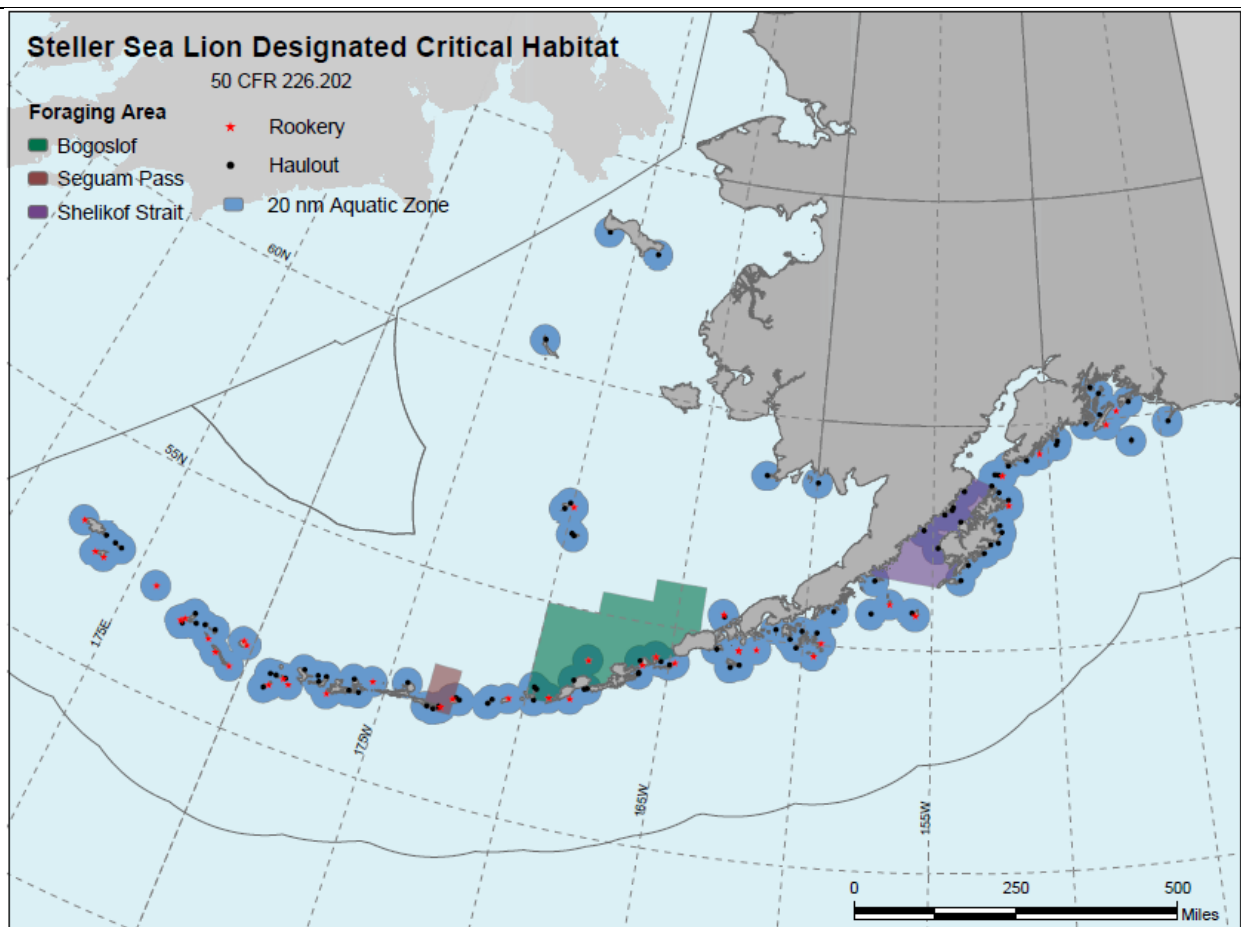 Steller Sea Lion Designated Critical Habitat
50 CFR 226.202
Foraging Area
Bogoslof
Seguam Pass
Shelikof Strait
Rookery
Haulout
20 nm Aquatic Zone
60N
55N
175E
175W
165W
155W
0 250 500
Miles